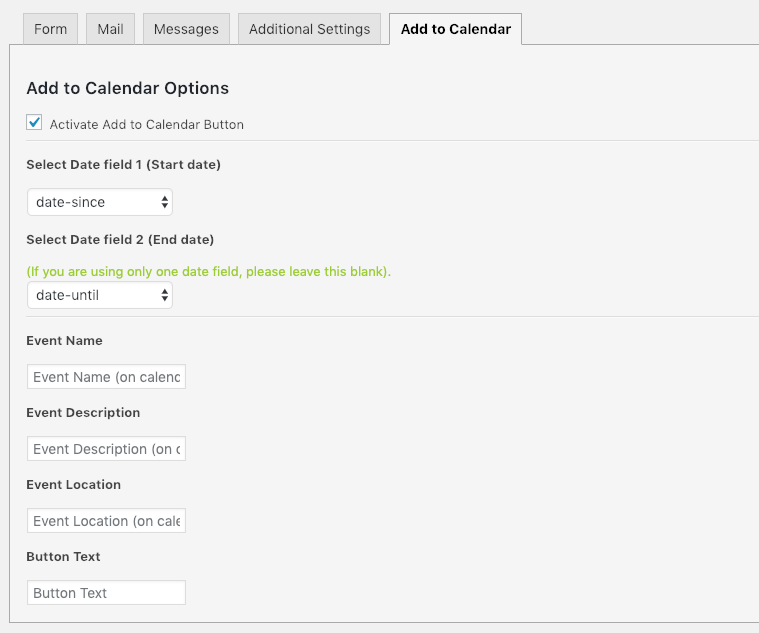 Form Mail Messages Additional Settings Add to Calendar
Add to Calendar Options
Activate Add to Calendar Button
Select Date field 1 (Start date)
date-since
Select Date field 2 (End date)
(If you are using only one date field, please leave this blank).
date-until
Event Name
Event Name (on calenc
Event Description
Event Description (on c
Event Location
Event Location (on cale
Button Text
Button Text